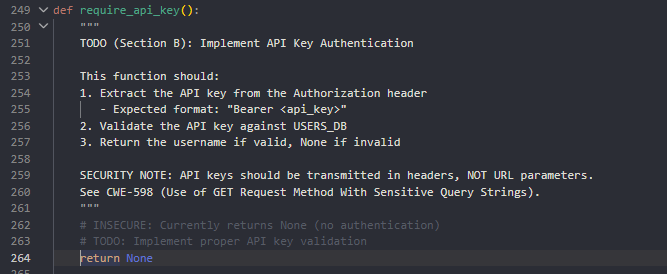 249 def require_api_key():
250 """
251 TODO (Section B): Implement API Key Authentication
252
253 This function should:
254 1. Extract the API key from the Authorization header
255 - Expected format: "Bearer <api_key>"
256 2. Validate the API key against USERS_DB
257 3. Return the username if valid, None if invalid
258
259 SECURITY NOTE: API keys should be transmitted in headers, NOT URL parameters.
260 See CWE-598 (Use of GET Request Method With Sensitive Query Strings).
261 """
262 # INSECURE: Currently returns None (no authentication)
263 # TODO: Implement proper API key validation
264 return None
265